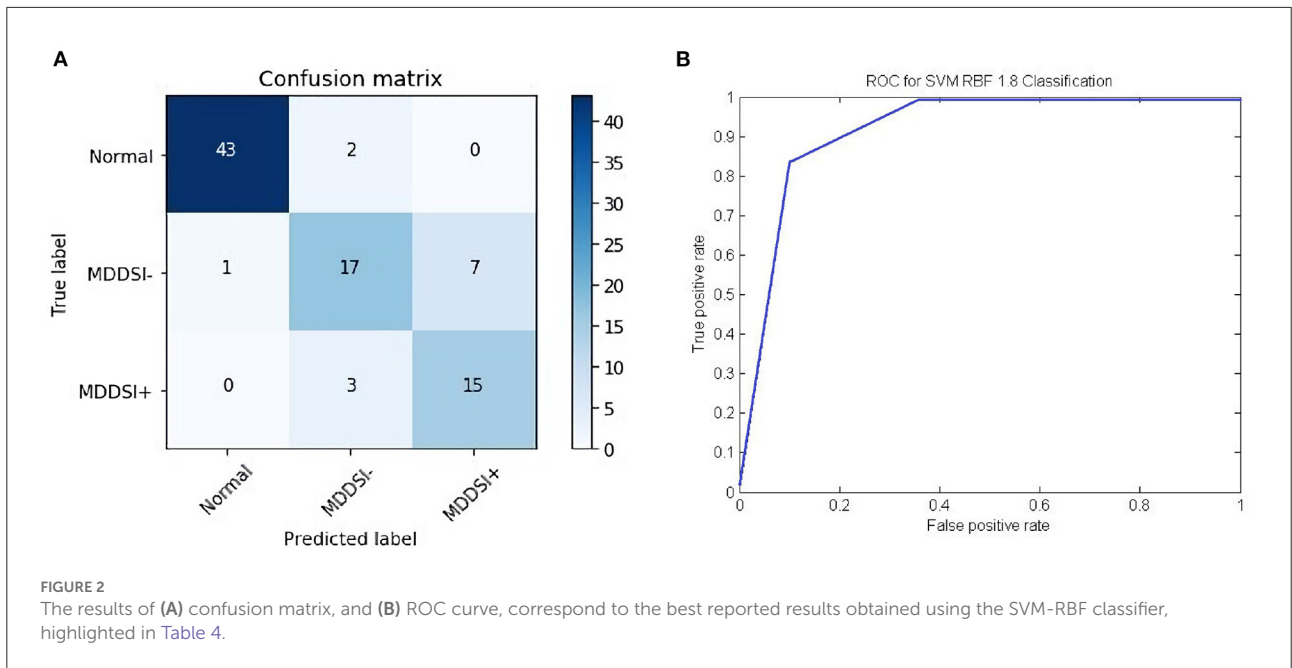 A
Confusion matrix
True label
Normal
MDDSI-
MDDSI+
43 2 0
1 17 7
0 3 15
40
35
30
25
20
15
10
5
0
Normal
MDDSI-
MDDSI+
Predicted label
B
ROC for SVM RBF 1.8 Classification
True positive rate
1
0.9
0.8
0.7
0.6
0.5
0.4
0.3
0.2
0.1
0
0 0.2 0.4 0.6 0.8 1
False positive rate
FIGURE 2
The results of (A) confusion matrix, and (B) ROC curve, correspond to the best reported results obtained using the SVM-RBF classifier,
highlighted in Table 4.